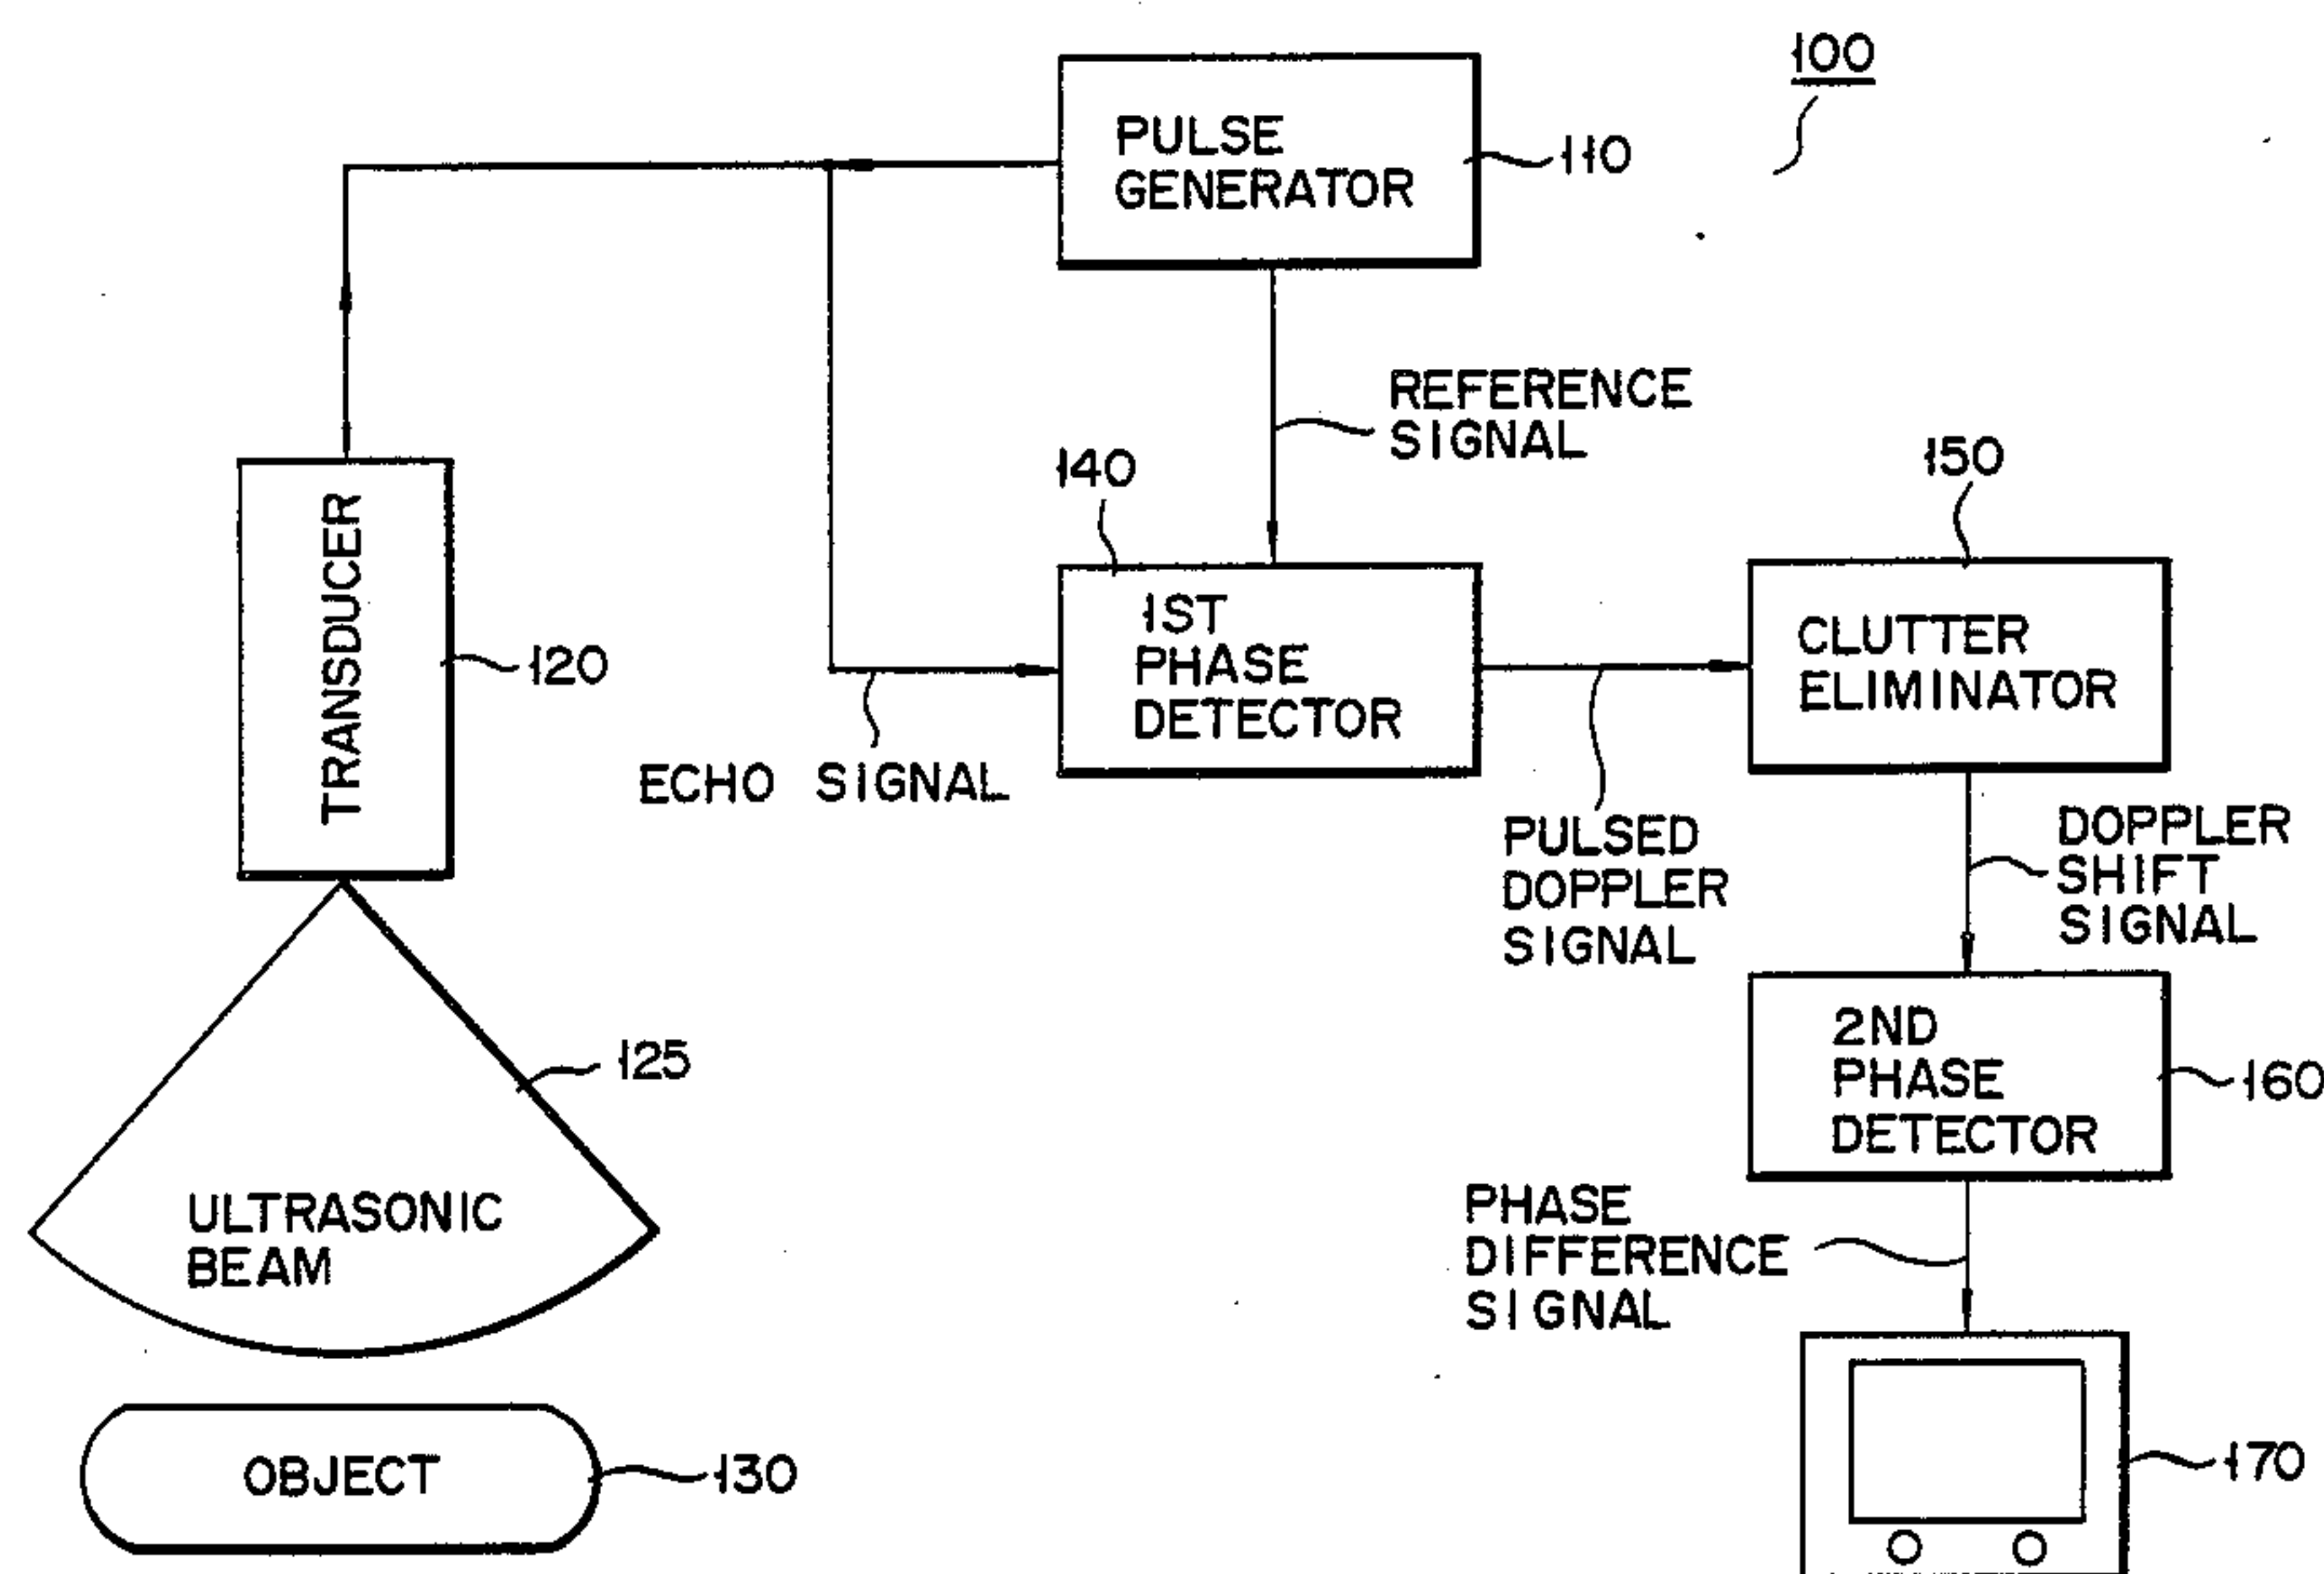 100
PULSE
GENERATOR
110
REFERENCE
SIGNAL
140
150
TRANSDUCER
120
1ST
PHASE
DETECTOR
CLUTTER
ELIMINATOR
ECHO SIGNAL
PULSED
DOPPLER
SIGNAL
DOPPLER
SHIFT
SIGNAL
2ND
PHASE
DETECTOR
160
125
ULTRASONIC
BEAM
PHASE
DIFFERENCE
SIGNAL
OBJECT
130
170